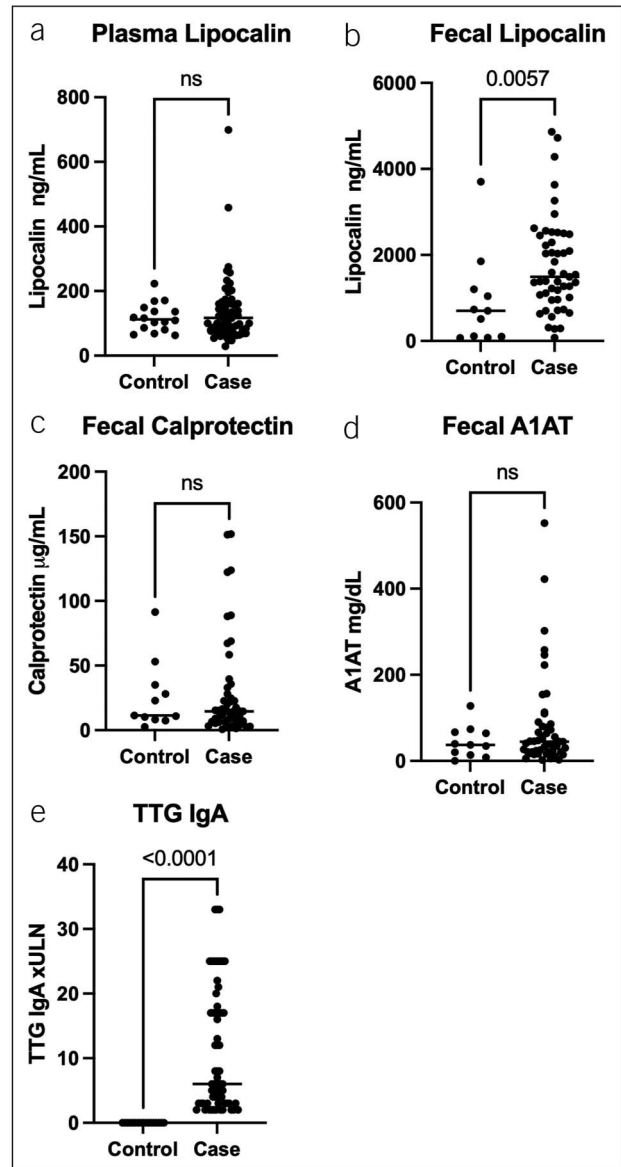 a Plasma Lipocalin
ns
800
600
400
200
0
Lipocalin ng/mL
Control Case
b Fecal Lipocalin
0.0057
6000
4000
2000
0
Lipocalin ng/mL
Control Case
c Fecal Calprotectin
ns
200
150
100
50
0
Calprotectin μg/mL
Control Case
d Fecal A1AT
ns
600
400
200
0
A1AT mg/dL
Control Case
e TTG IgA
<0.0001
40
30
20
10
0
TTG IgA xULN
Control Case